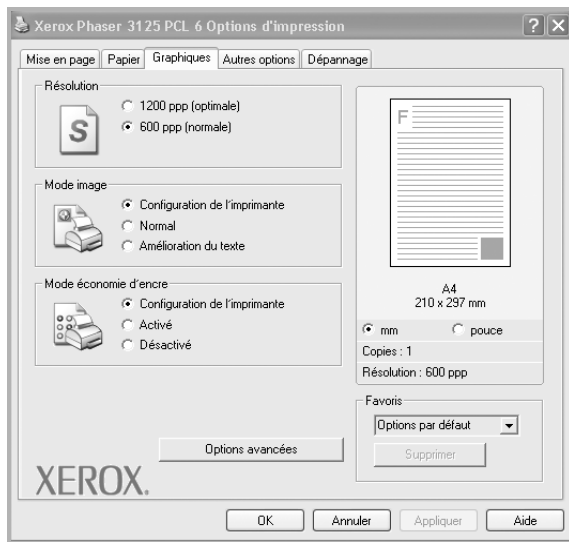 Xerox Phaser 3125 PCL 6 Options d'impression
Mise en page Papier Graphiques Autres options Dépannage
Résolution
1200 ppp (optimale)
600 ppp (normale)
S
Mode image
Configuration de l'imprimante
Normal
Amélioration du texte
Mode économie d'encre
Configuration de l'imprimante
Activé
Désactivé
Options avancées
XEROX.
F
A4
210 x 297 mm
mm pouce
Copies : 1
Résolution : 600 ppp
Favoris
Options par défaut
Supprimer
OK Annuler Appliquer Aide